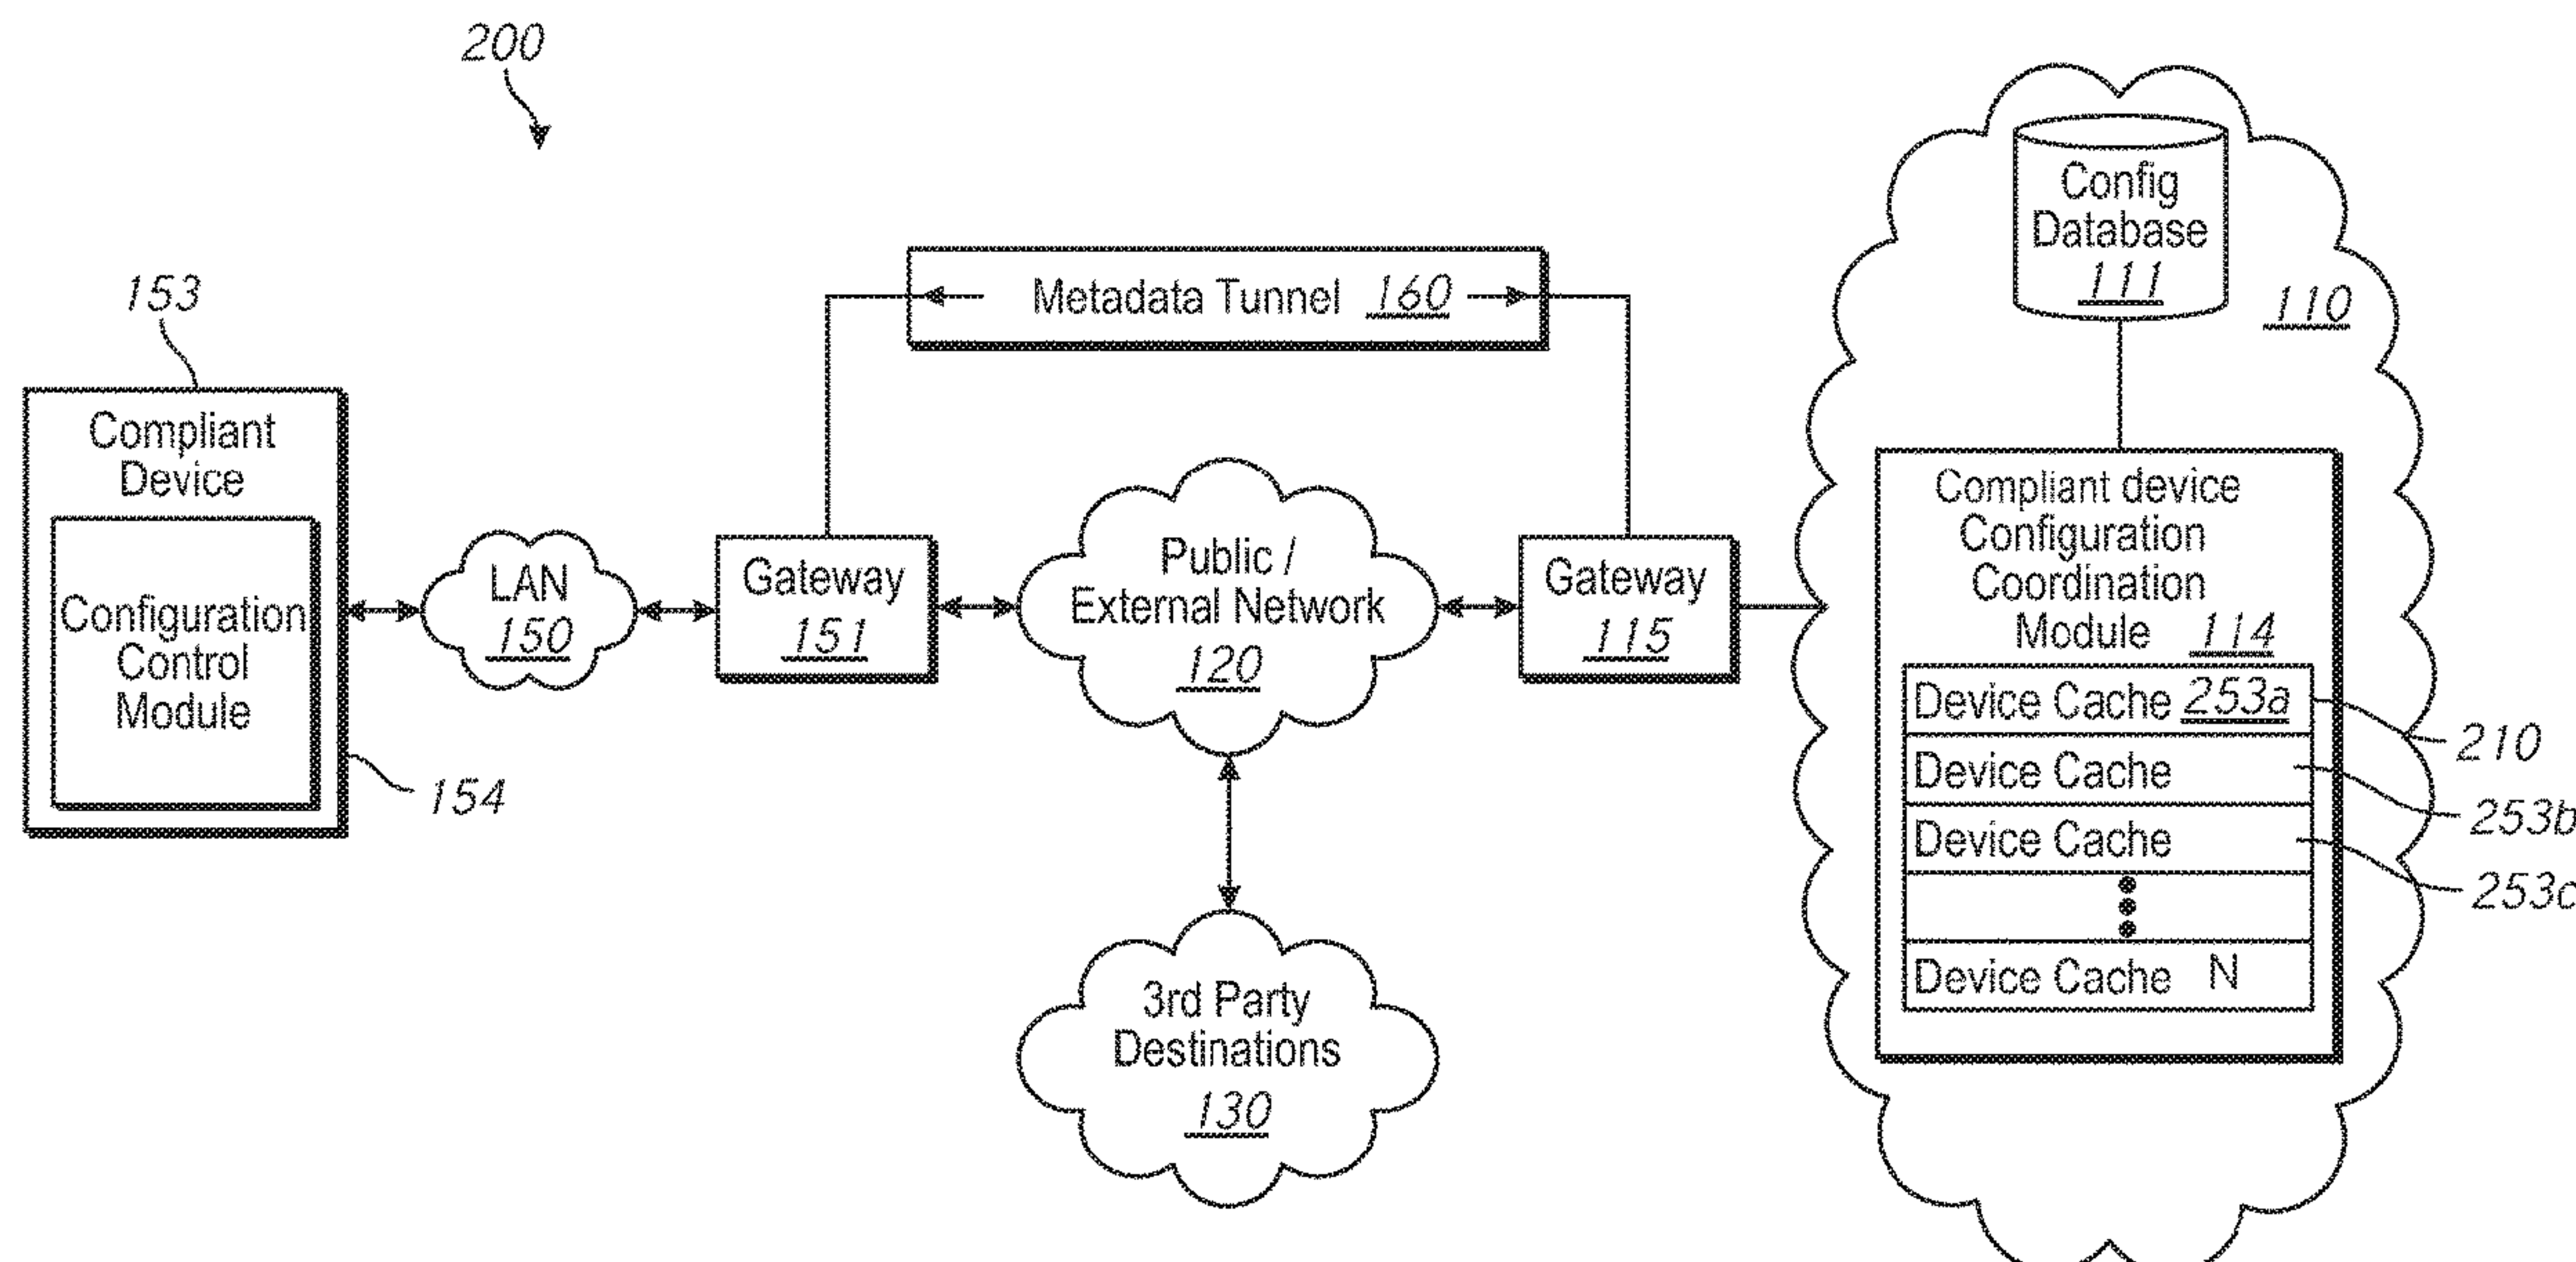 200
153
Compliant
Device
Configuration
Control
Module
154
LAN
150
Gateway
151
Metadata Tunnel 160
Public /
External Network
120
3rd Party
Destinations
130
Gateway
115
Config
Database
111
110
Compliant device
Configuration
Coordination
Module 114
Device Cache 253a
210
Device Cache
253b
Device Cache
253c
Device Cache N